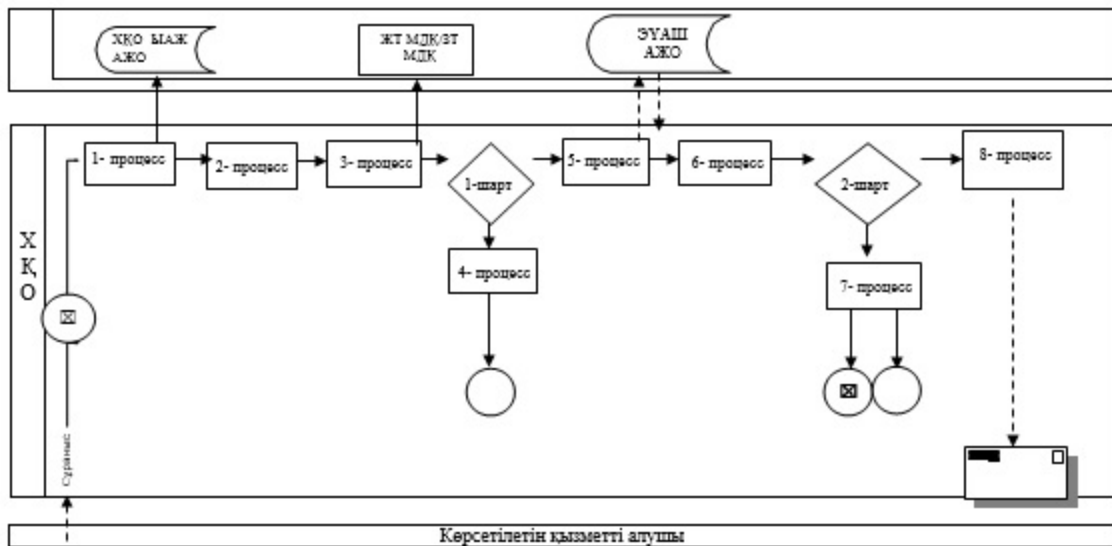 ХҚО ЫАЖ
АЖО
ЖТ МДҚ/ЗТ
МДҚ
ЭҮАШ
АЖО
1- процесс
2- процесс
3- процесс
1-шарт
5- процесс
6- процесс
2-шарт
8- процесс
4- процесс
7- процесс
Х
Қ
О
Сұраныс
Көрсетілетін қызметті алушы